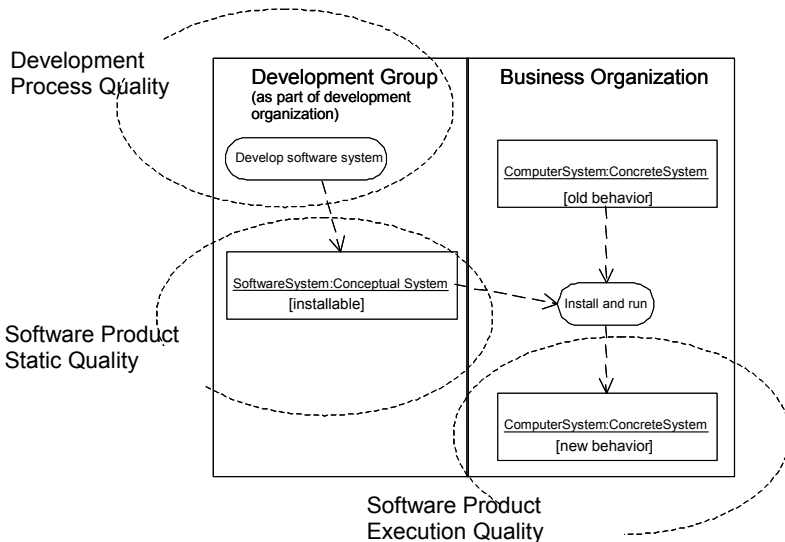 Development
Process Quality
Development Group
(as part of development
organization)
Business Organization
Develop software system
ComputerSystem:ConcreteSystem
[old behavior]
SoftwareSystem:Conceptual System
[installable]
Install and run
Software Product
Static Quality
ComputerSystem:ConcreteSystem
[new behavior]
Software Product
Execution Quality